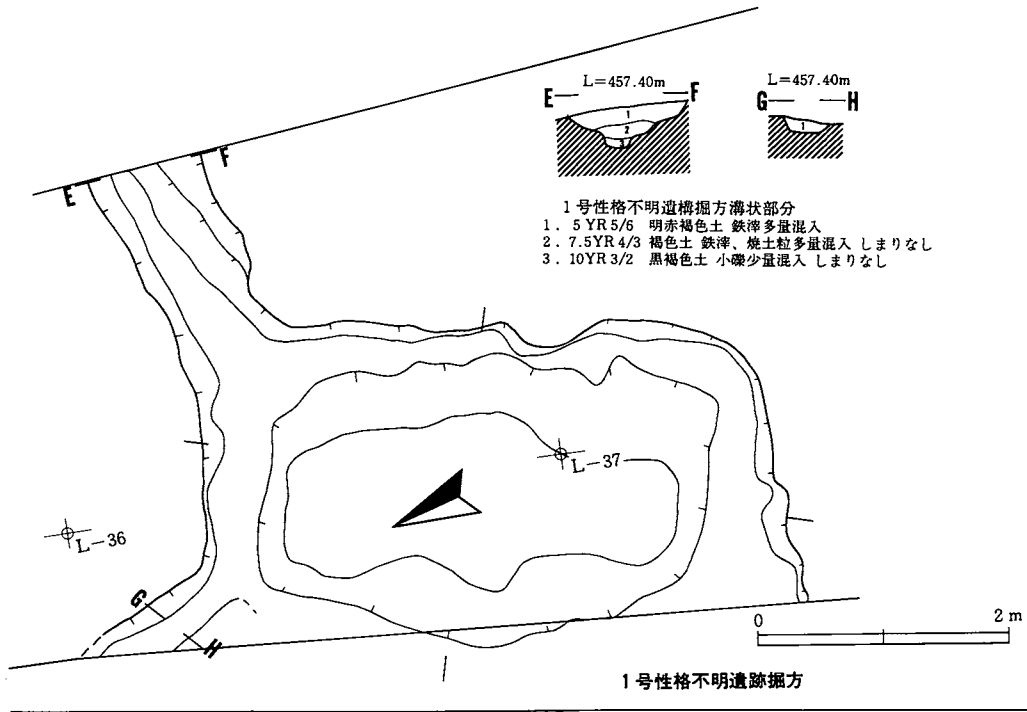 L=457.40m
E F
1
2
3
L=457.40m
G H
1
1号性格不明遺構掘方溝状部分
1. 5YR5/6 明赤褐色土 鉄滓多量混入
2. 7.5YR4/3 褐色土 鉄滓、焼土粒多量混入 しまりなし
3. 10YR3/2 黒褐色土 小礫少量混入 しまりなし
E
F
L-37
L-36
G
H
0 2m
1号性格不明遺跡掘方